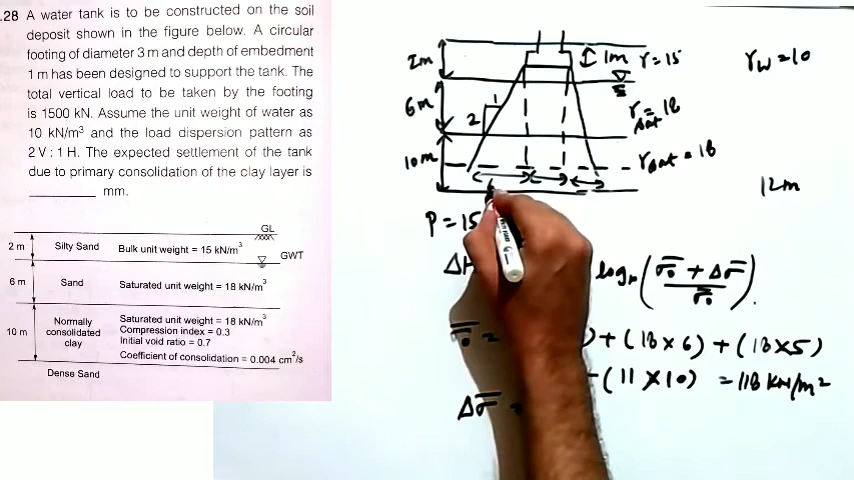 .28 A water tank is to be constructed on the soil
deposit shown in the figure below. A circular
footing of diameter 3 m and depth of embedment
1 m has been designed to support the tank. The
total vertical load to be taken by the footing
is 1500 kN. Assume the unit weight of water as
10 kN/m³ and the load dispersion pattern as
2 V : 1 H. The expected settlement of the tank
due to primary consolidation of the clay layer is
________ mm.
GL
2 m Silty Sand Bulk unit weight = 15 kN/m³ GWT
6 m Sand Saturated unit weight = 18 kN/m³
10 m Normally consolidated clay
Saturated unit weight = 18 kN/m³
Compression index = 0.3
Initial void ratio = 0.7
Coefficient of consolidation = 0.004 cm²/s
Dense Sand
2m 1m γ=15 γw=10
6m 2 1 γsat = 18
10m γsat = 18
12m
P = 15
ΔH log₁₀ (σ̄₀ + Δσ̄ / σ̄₀).
σ̄₀ = ) + (18 × 6) + (18 × 5)
- (11 × 10) = 118 kN/m²
Δσ̄ =